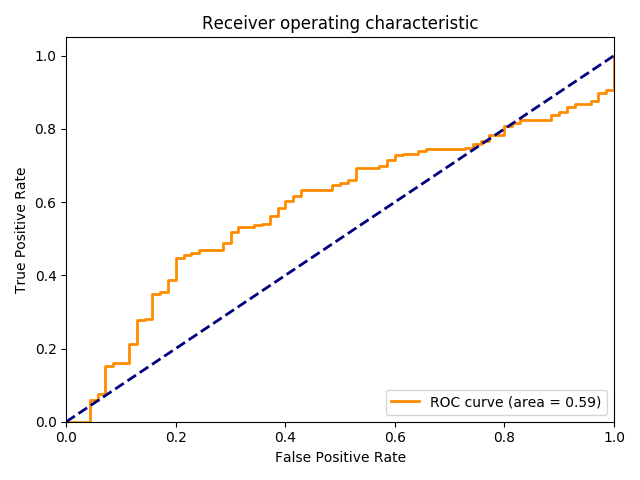 Receiver operating characteristic
1.0
0.8
0.6
0.4
0.2
0.0
True Positive Rate
ROC curve (area = 0.59)
0.0 0.2 0.4 0.6 0.8 1.0
False Positive Rate